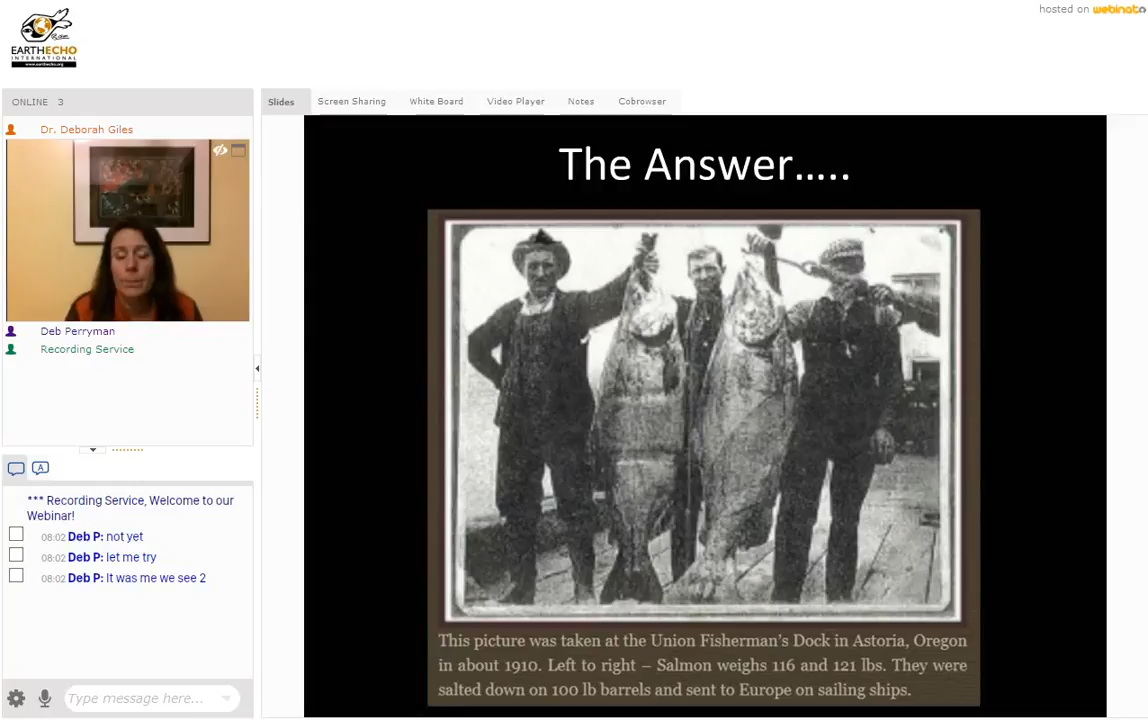 hosted on webinato
EARTHECHO
INTERNATIONAL
www.earthecho.org
ONLINE 3
Slides
Screen Sharing
White Board
Video Player
Notes
Cobrowser
Dr. Deborah Giles
Deb Perryman
Recording Service
*** Recording Service, Welcome to our
Webinar!
08:02 Deb P: not yet
08:02 Deb P: let me try
08:02 Deb P: It was me we see 2
Type message here...
The Answer.....
This picture was taken at the Union Fisherman's Dock in Astoria, Oregon
in about 1910. Left to right – Salmon weighs 116 and 121 lbs. They were
salted down on 100 lb barrels and sent to Europe on sailing ships.